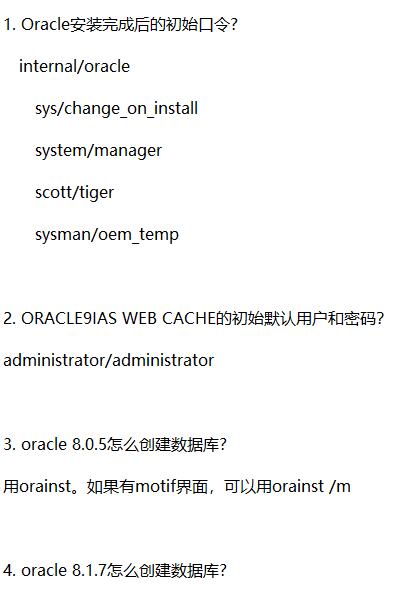 1. Oracle安装完成后的初始口令？
internal/oracle
sys/change_on_install
system/manager
scott/tiger
sysman/oem_temp
2. ORACLE9IAS WEB CACHE的初始默认用户和密码？
administrator/administrator
3. oracle 8.0.5怎么创建数据库？
用orainst。如果有motif界面，可以用orainst /m
4. oracle 8.1.7怎么创建数据库？